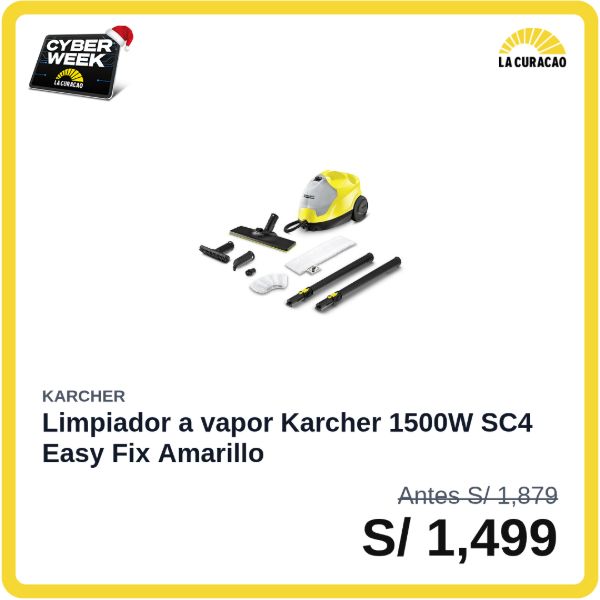 CYBER
WEEK
LA CURACAO
LA CURACAO
KARCHER
Limpiador a vapor Karcher 1500W SC4
Easy Fix Amarillo
Antes S/ 1,879
S/ 1,499